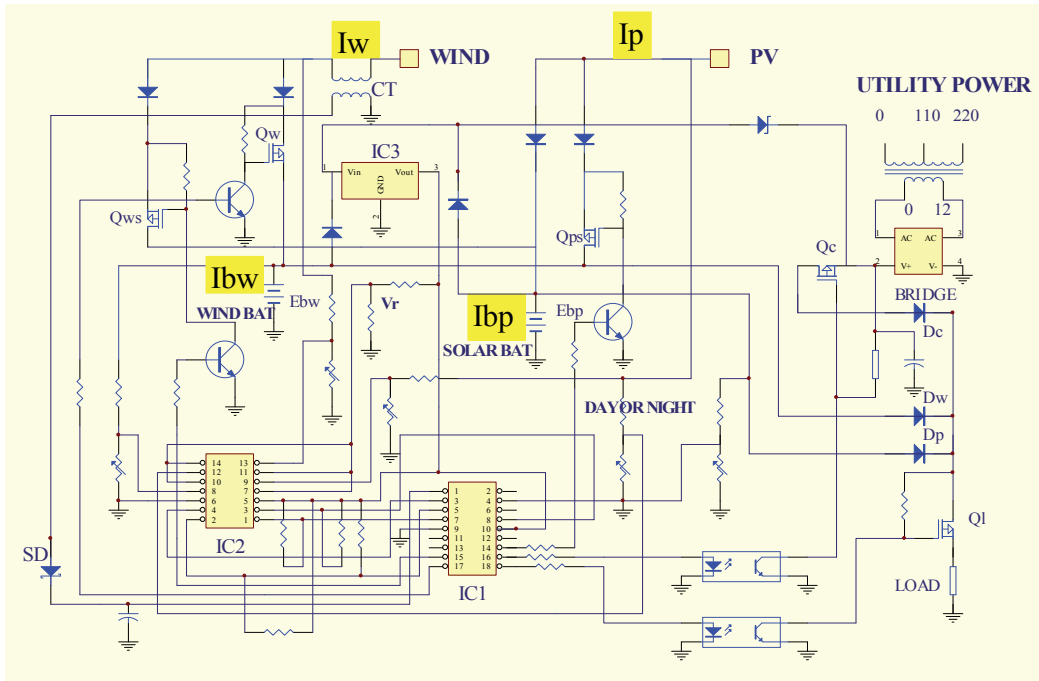 Iw
WIND
Ip
PV
UTILITY POWER
0 110 220
CT
Qw
IC3
1 Vin Vout 3
GND
2
0 12
Qws
Qps
Qc
1 AC AC 3
2 V+ V- 4
BRIDGE
Ibw
Ebw
WIND BAT
Vr
Ibp
Ebp
SOLAR BAT
Dc
DAY OR NIGHT
Dw
Dp
14 13
12 11
10 9
8 7
6 5
4 3
2 1
IC2
1 2
3 4
5 6
7 8
9 10
11 12
13 14
15 16
17 18
IC1
Ql
LOAD
SD